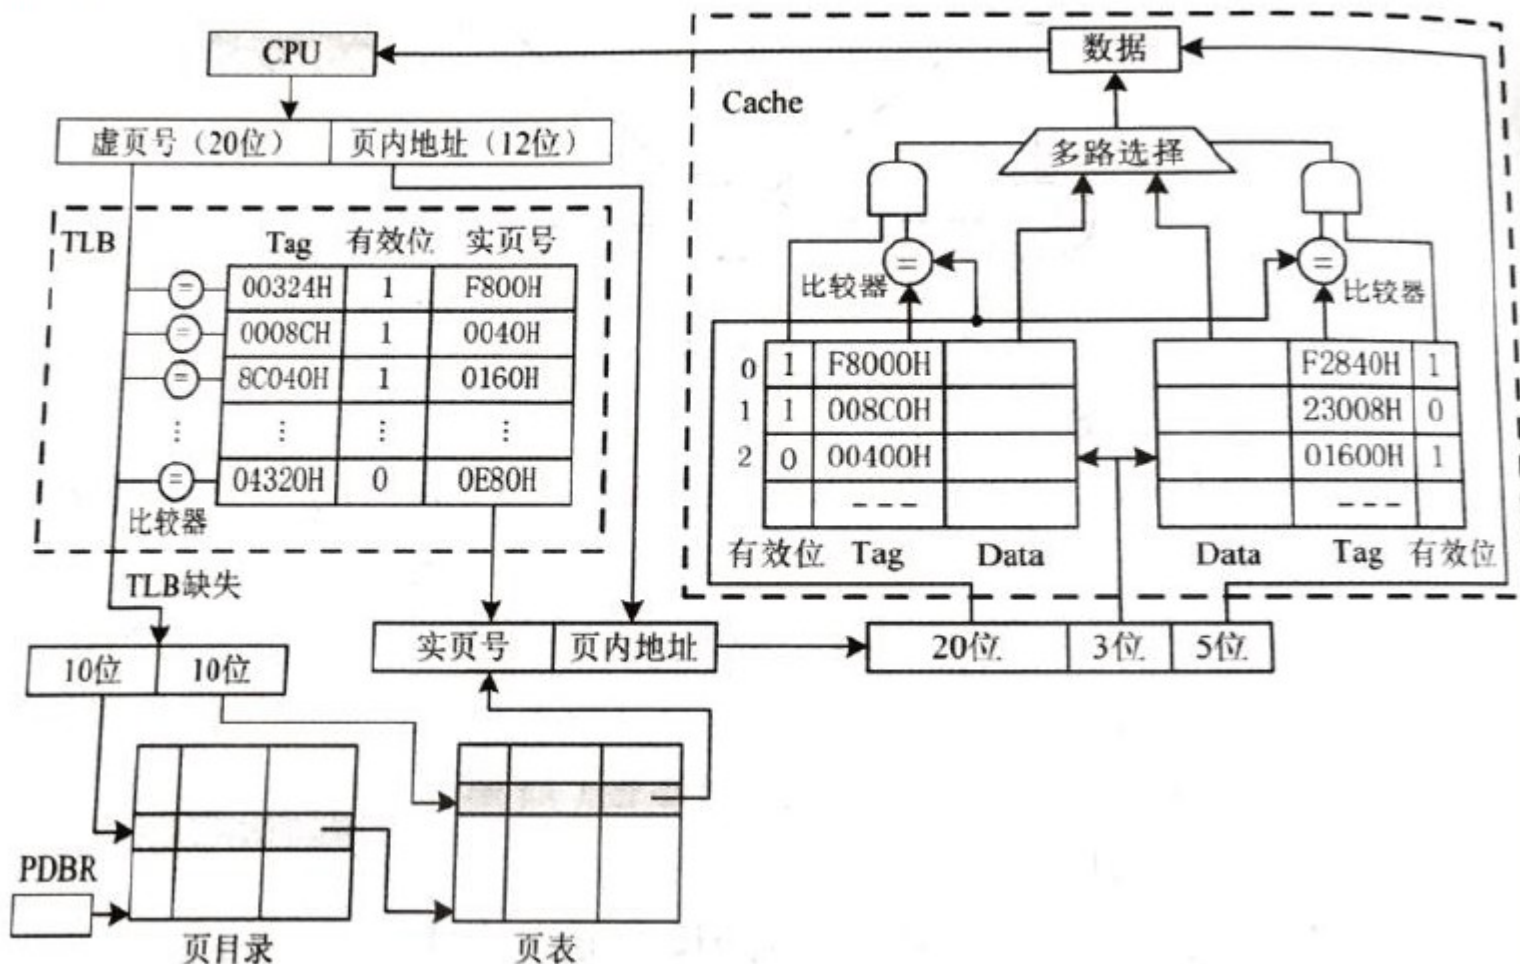 CPU
数据
Cache
虚页号（20位） 页内地址（12位）
多路选择
TLB
Tag 有效位 实页号
= 00324H 1 F800H
= 0008CH 1 0040H
= 8C040H 1 0160H
⋮ ⋮ ⋮ ⋮
= 04320H 0 0E80H
比较器
TLB缺失
= 比较器
= 比较器
0 1 F8000H
1 1 008C0H
2 0 00400H
---
有效位 Tag Data
F2840H 1
23008H 0
01600H 1
---
Data Tag 有效位
10位 10位
实页号 页内地址
20位 3位 5位
PDBR
页目录
页表